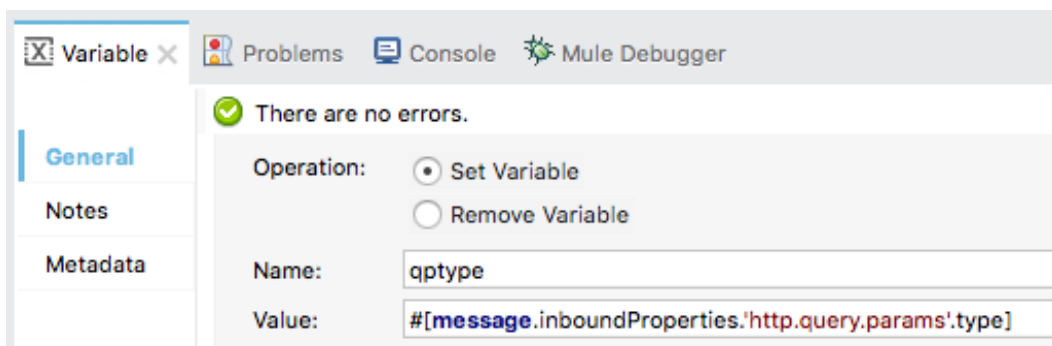 Variable Problems Console Mule Debugger
There are no errors.
General
Operation: Set Variable
Notes
Remove Variable
Metadata
Name: qptype
Value: #[message.inboundProperties.'http.query.params'.type]